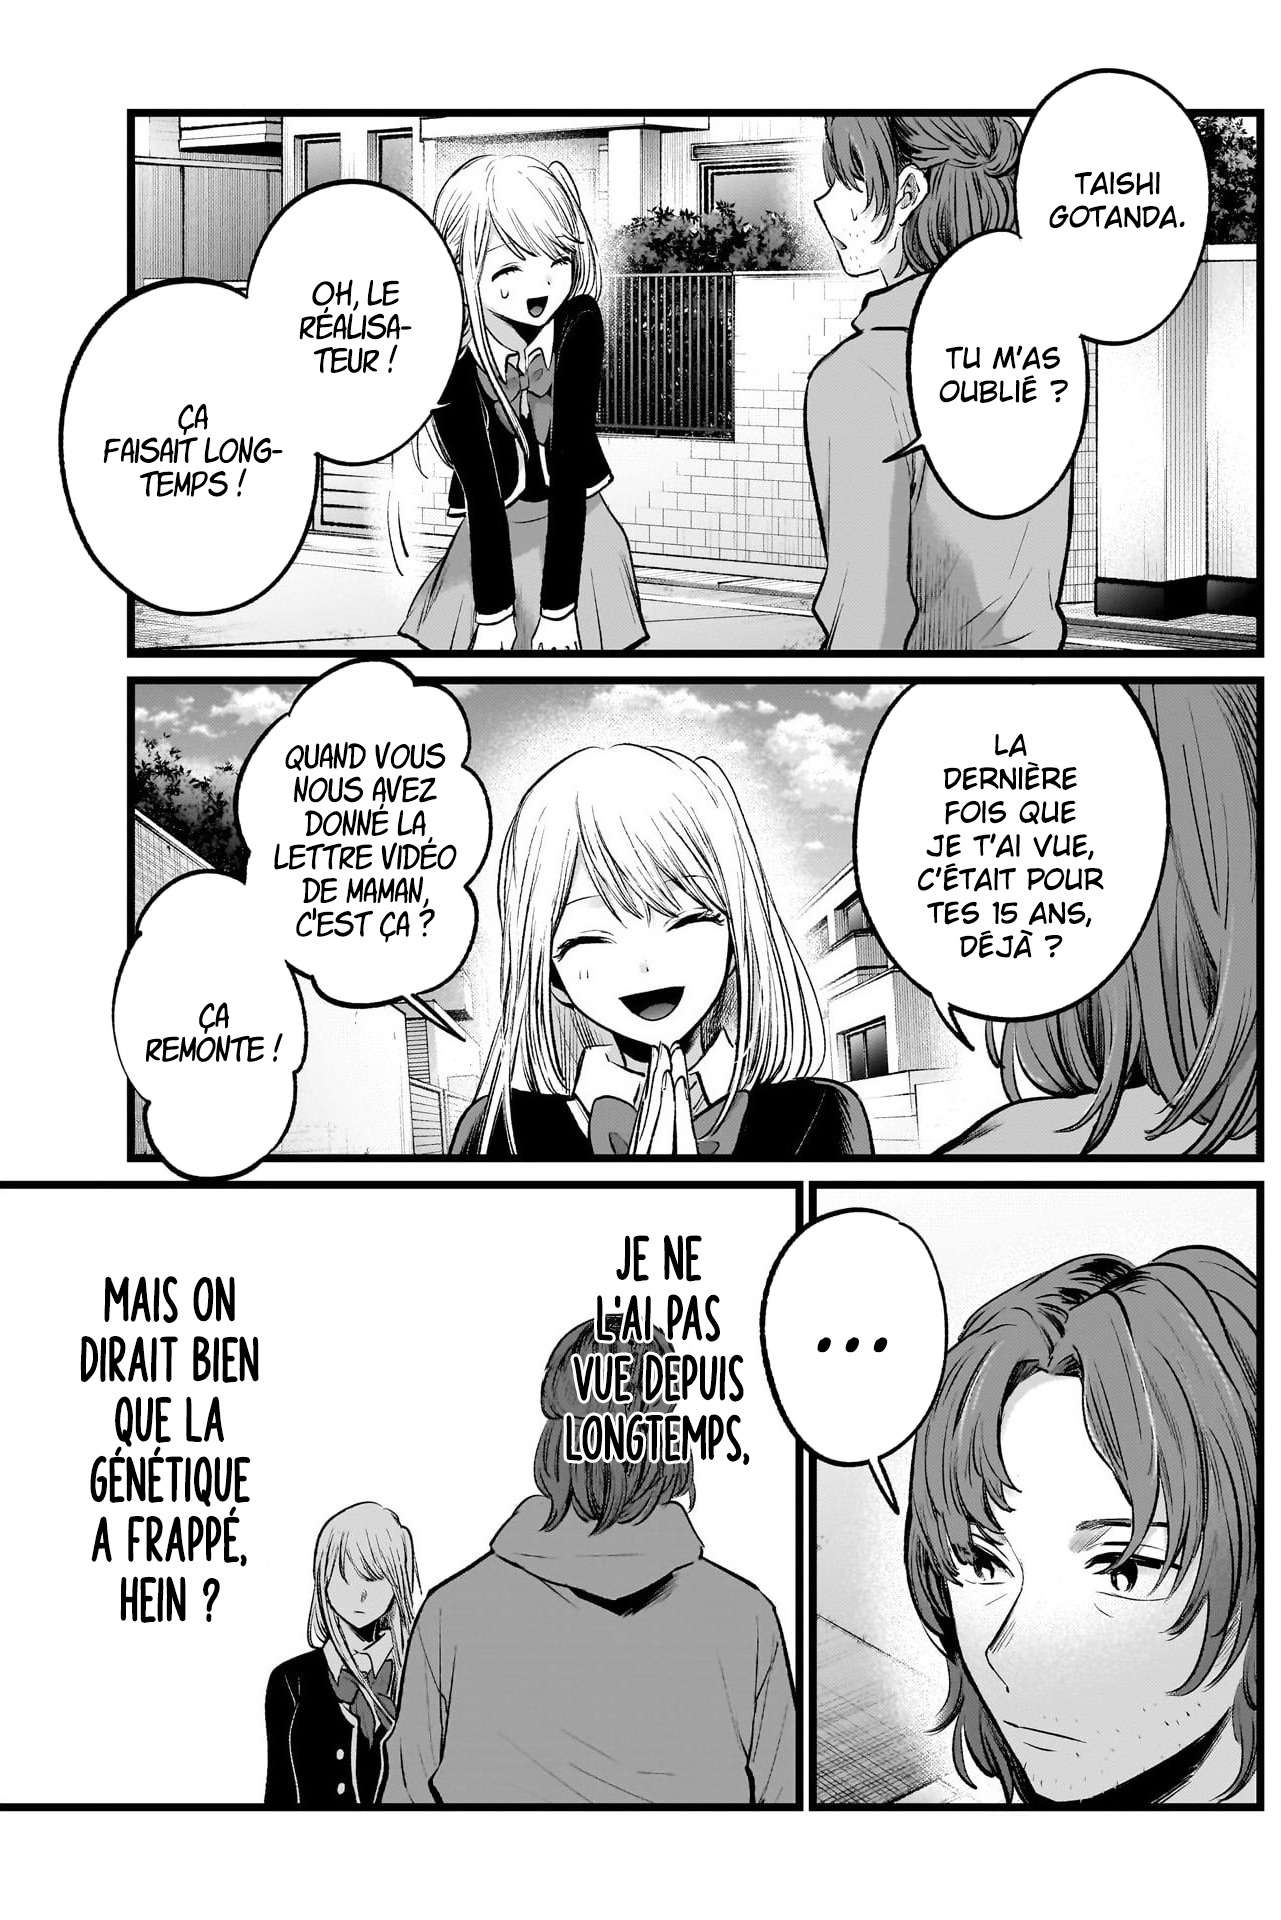 TAISHI
GOTANDA.
TU M'AS
OUBLIÉ ?
OH, LE
RÉALISA-
TEUR !
ÇA
FAISAIT LONG-
TEMPS !
LA
DERNIÈRE
FOIS QUE
JE T'AI VUE,
C'ÉTAIT POUR
TES 15 ANS,
DÉJÀ ?
QUAND VOUS
NOUS AVEZ
DONNÉ LA
LETTRE VIDÉO
DE MAMAN,
C'EST ÇA ?
ÇA
REMONTE !
...
JE NE
L'AI PAS
VUE DEPUIS
LONGTEMPS,
MAIS ON
DIRAIT BIEN
QUE LA
GÉNÉTIQUE
A FRAPPÉ,
HEIN ?